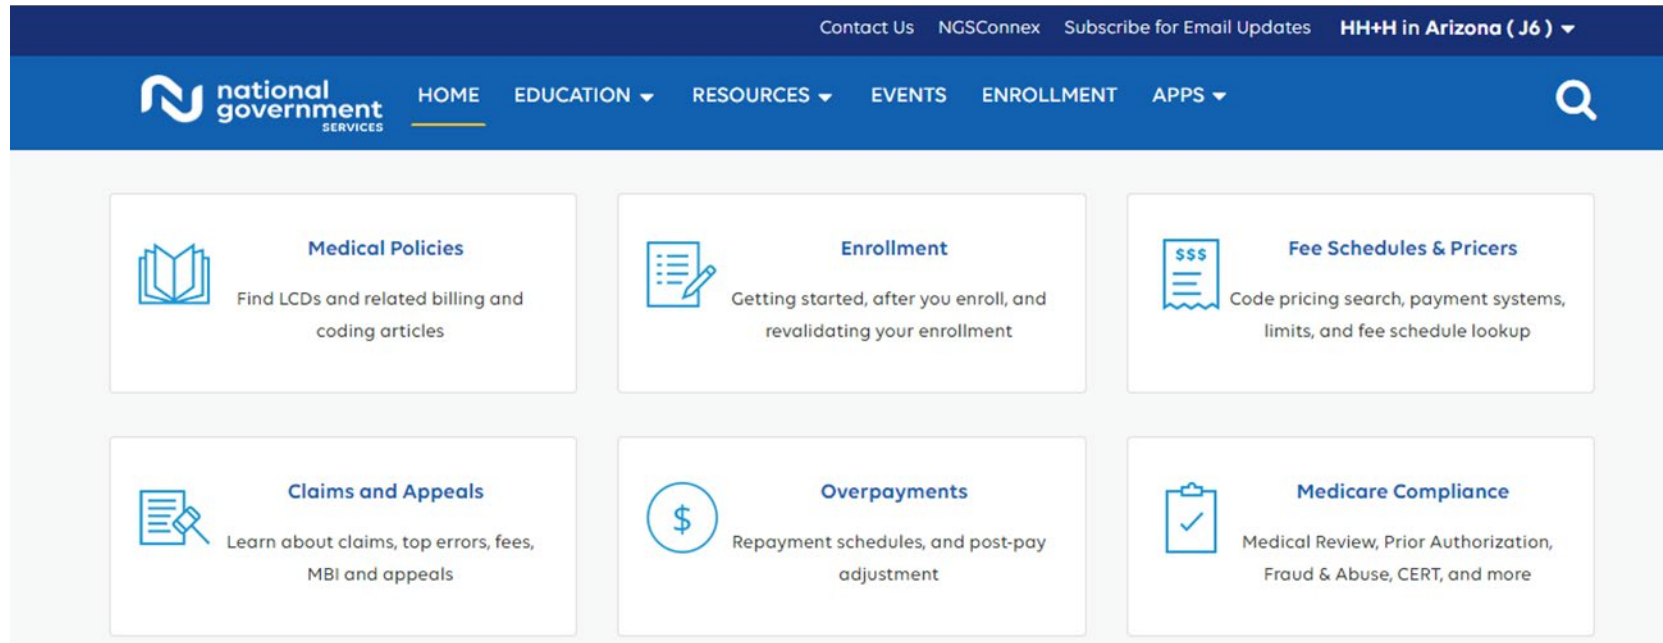 Contact Us NGSConnex Subscribe for Email Updates HH+H in Arizona ( J6 )
national
government
SERVICES
HOME EDUCATION RESOURCES EVENTS ENROLLMENT APPS
Medical Policies
Find LCDs and related billing and
coding articles
Enrollment
Getting started, after you enroll, and
revalidating your enrollment
$$$
Fee Schedules & Pricers
Code pricing search, payment systems,
limits, and fee schedule lookup
Claims and Appeals
Learn about claims, top errors, fees,
MBI and appeals
$
Overpayments
Repayment schedules, and post-pay
adjustment
Medicare Compliance
Medical Review, Prior Authorization,
Fraud & Abuse, CERT, and more